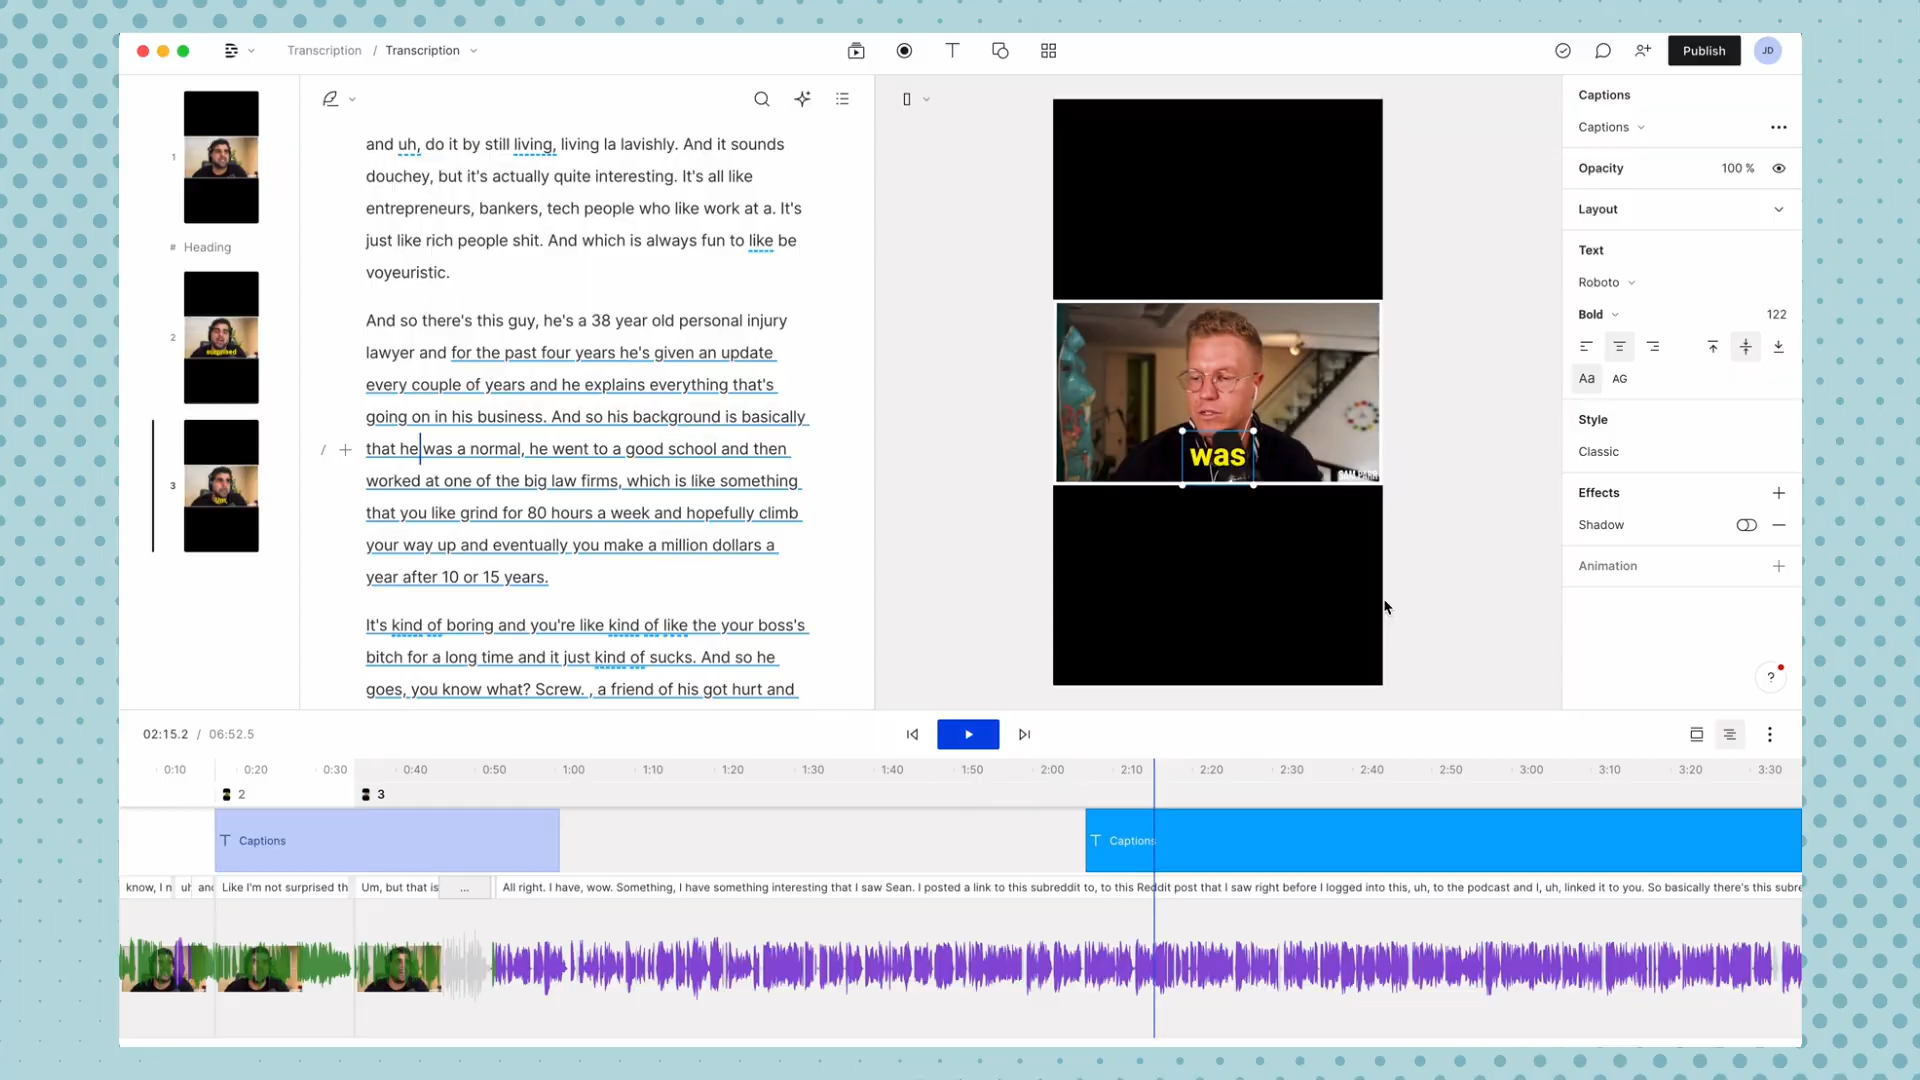 Transcription / Transcription
Publish
JD
1
# Heading
2
surprised
3
Um,
and uh, do it by still living, living la lavishly. And it sounds
douchey, but it's actually quite interesting. It's all like
entrepreneurs, bankers, tech people who like work at a. It's
just like rich people shit. And which is always fun to like be
voyeuristic.
And so there's this guy, he's a 38 year old personal injury
lawyer and for the past four years he's given an update
every couple of years and he explains everything that's
going on in his business. And so his background is basically
/ + that he was a normal, he went to a good school and then
worked at one of the big law firms, which is like something
that you like grind for 80 hours a week and hopefully climb
your way up and eventually you make a million dollars a
year after 10 or 15 years.
It's kind of boring and you're like kind of like the your boss's
bitch for a long time and it just kind of sucks. And so he
goes, you know what? Screw. , a friend of his got hurt and
was
SAM PARR
Captions
Captions
Opacity 100 %
Layout
Text
Roboto
Bold 122
Aa AG
Style
Classic
Effects
Shadow
Animation
?
02:15.2 / 06:52.5
0:10 0:20 0:30 0:40 0:50 1:00 1:10 1:20 1:30 1:40 1:50 2:00 2:10 2:20 2:30 2:40 2:50 3:00 3:10 3:20 3:30
2 3
T Captions T Captions
know, I n uh and Like I'm not surprised th Um, but that is ... All right. I have, wow. Something, I have something interesting that I saw Sean. I posted a link to this subreddit to, to this Reddit post that I saw right before I logged into this, uh, to the podcast and I, uh, linked it to you. So basically there's this subre